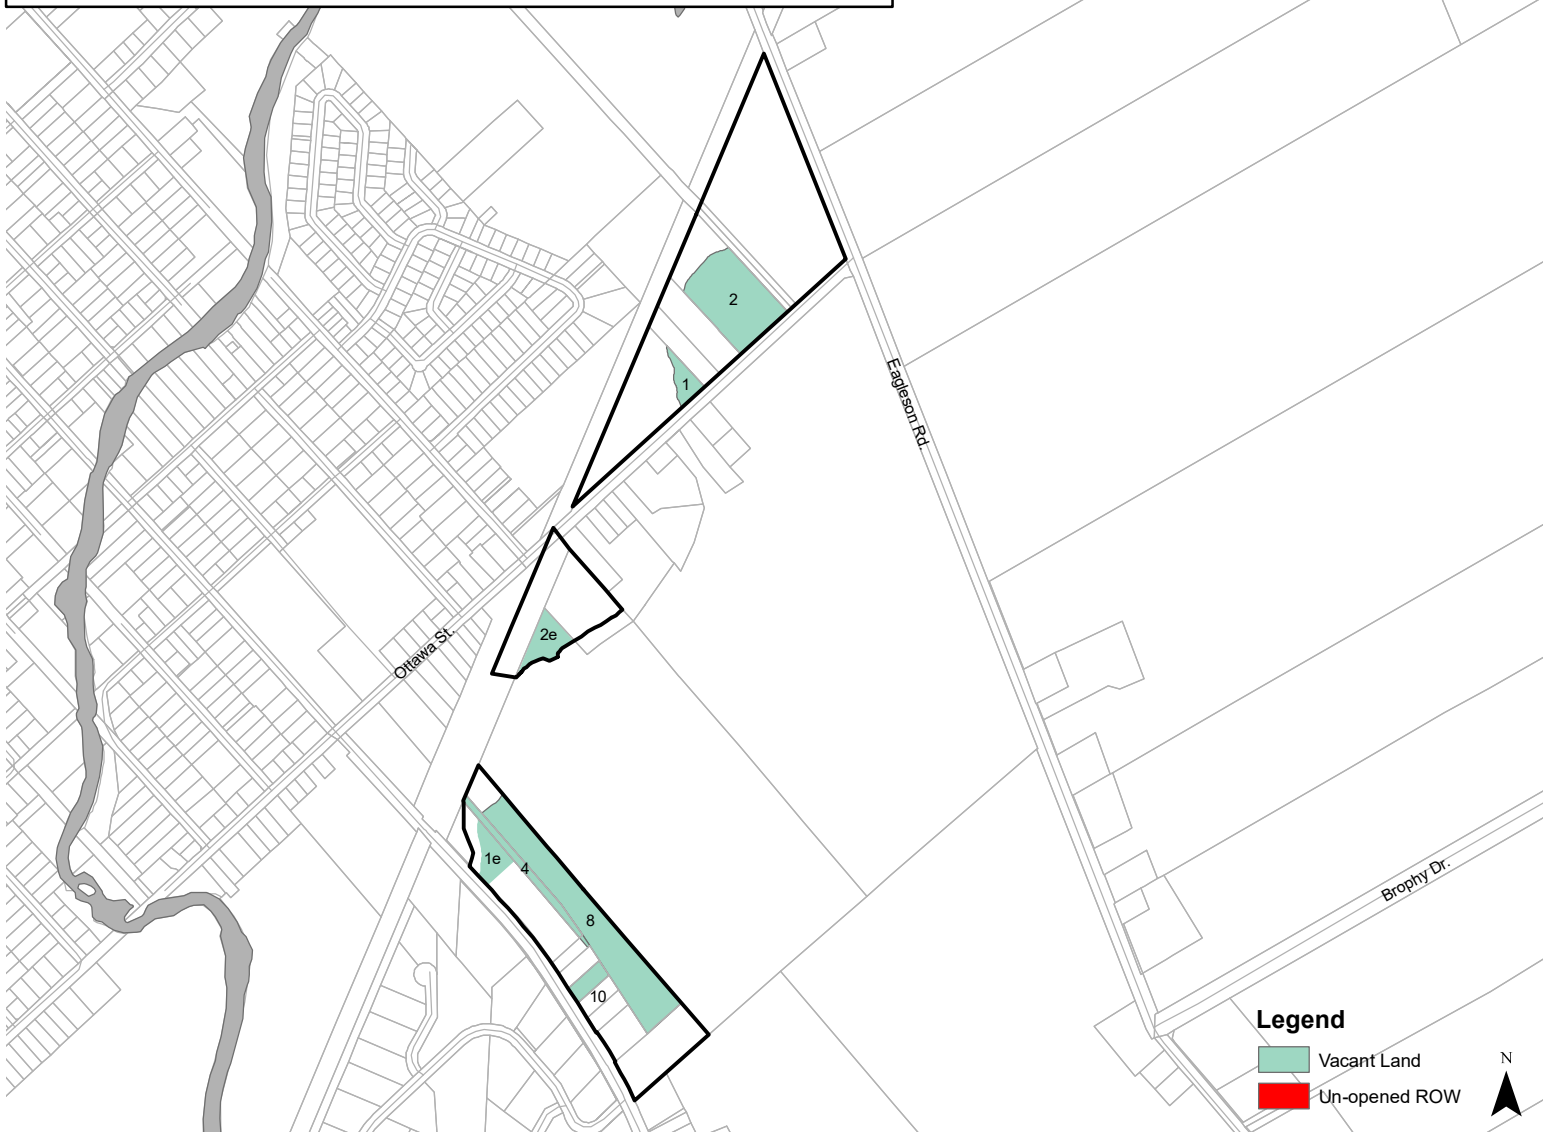 2
1
Eagleson Rd.
2e
Ottawa St.
1e
4
8
10
Brophy Dr.
Legend
Vacant Land
Un-opened ROW
N